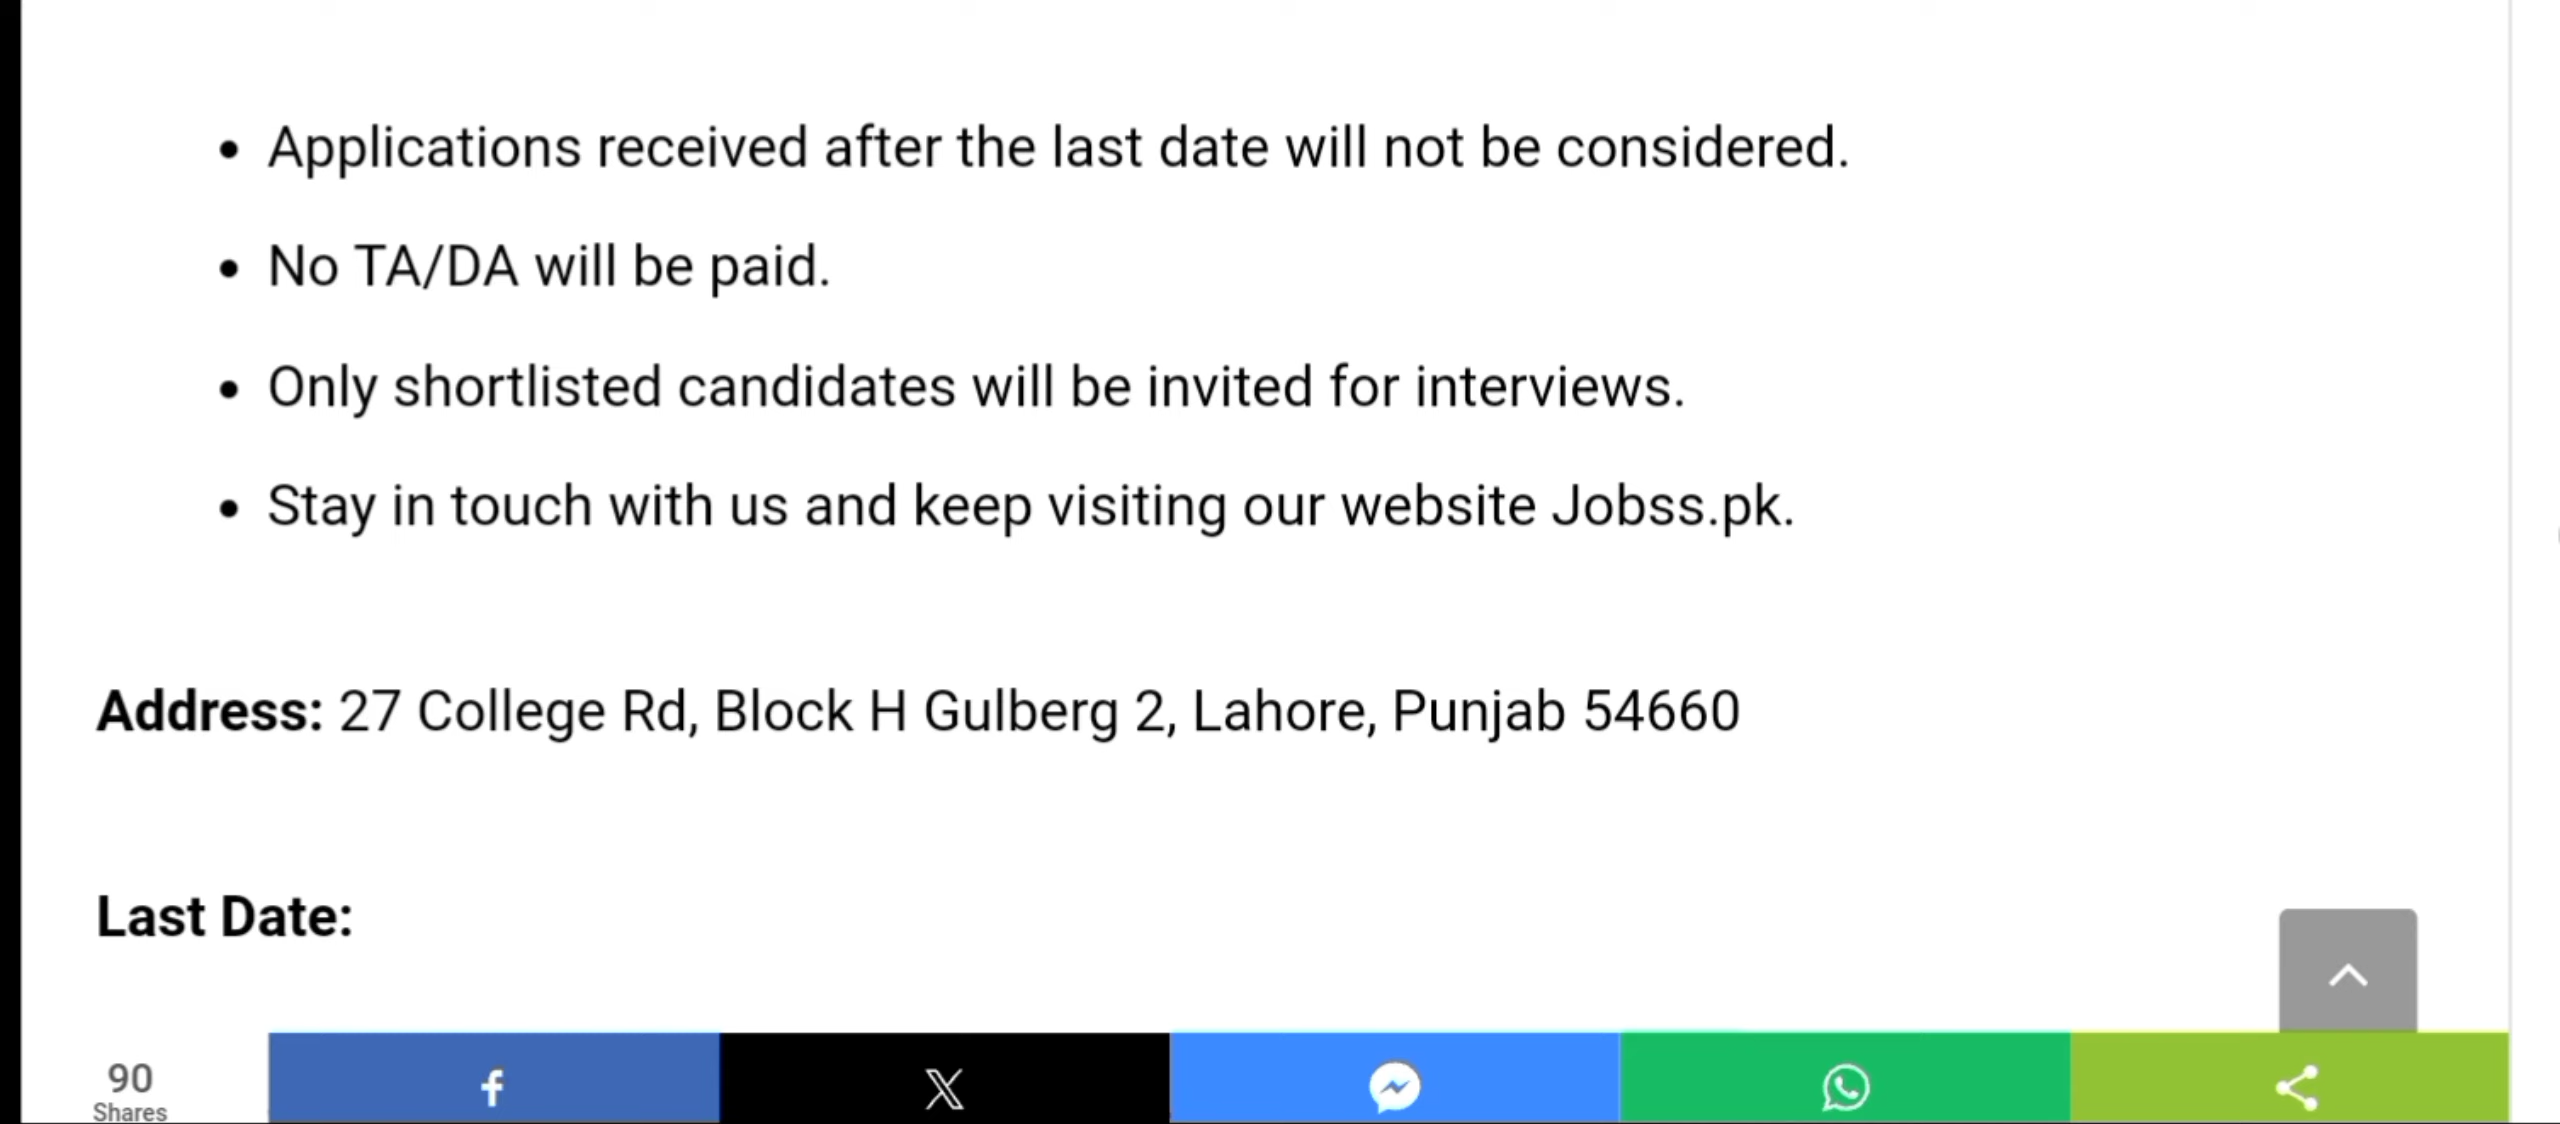 • Applications received after the last date will not be considered.
• No TA/DA will be paid.
• Only shortlisted candidates will be invited for interviews.
• Stay in touch with us and keep visiting our website Jobss.pk.
Address: 27 College Rd, Block H Gulberg 2, Lahore, Punjab 54660
Last Date:
90
Shares